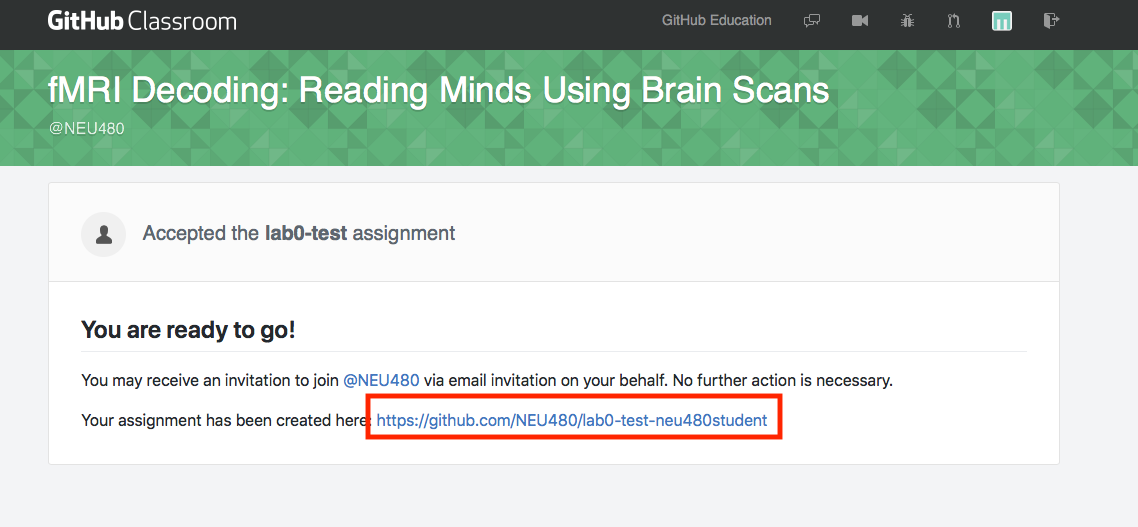 GitHub Classroom
GitHub Education
fMRI Decoding: Reading Minds Using Brain Scans
@NEU480
Accepted the lab0-test assignment
You are ready to go!
You may receive an invitation to join @NEU480 via email invitation on your behalf. No further action is necessary.
Your assignment has been created here: https://github.com/NEU480/lab0-test-neu480student